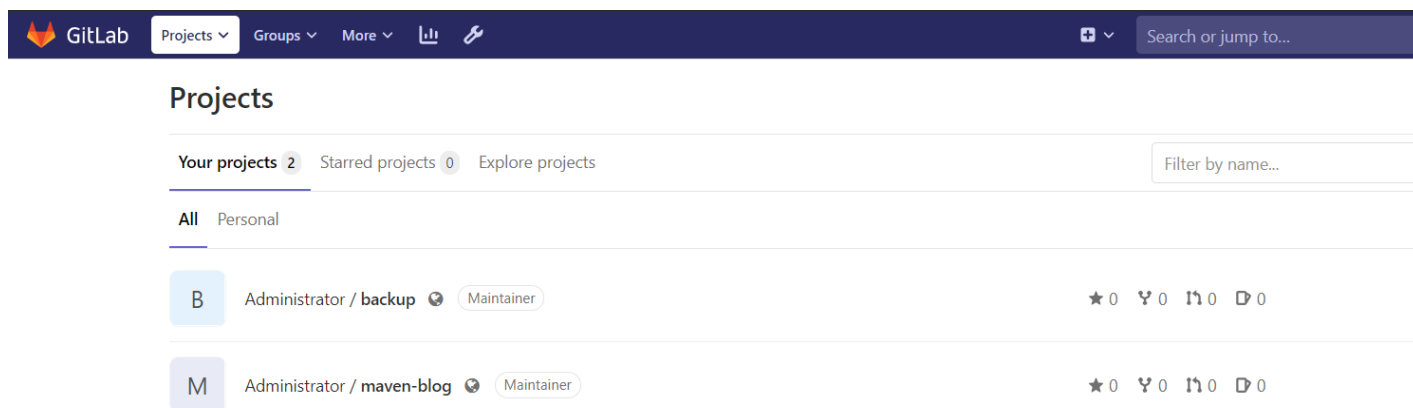 GitLab Projects Groups More Search or jump to...
Projects
Your projects 2 Starred projects 0 Explore projects Filter by name...
All Personal
B Administrator / backup Maintainer 0 0 0 0
M Administrator / maven-blog Maintainer 0 0 0 0